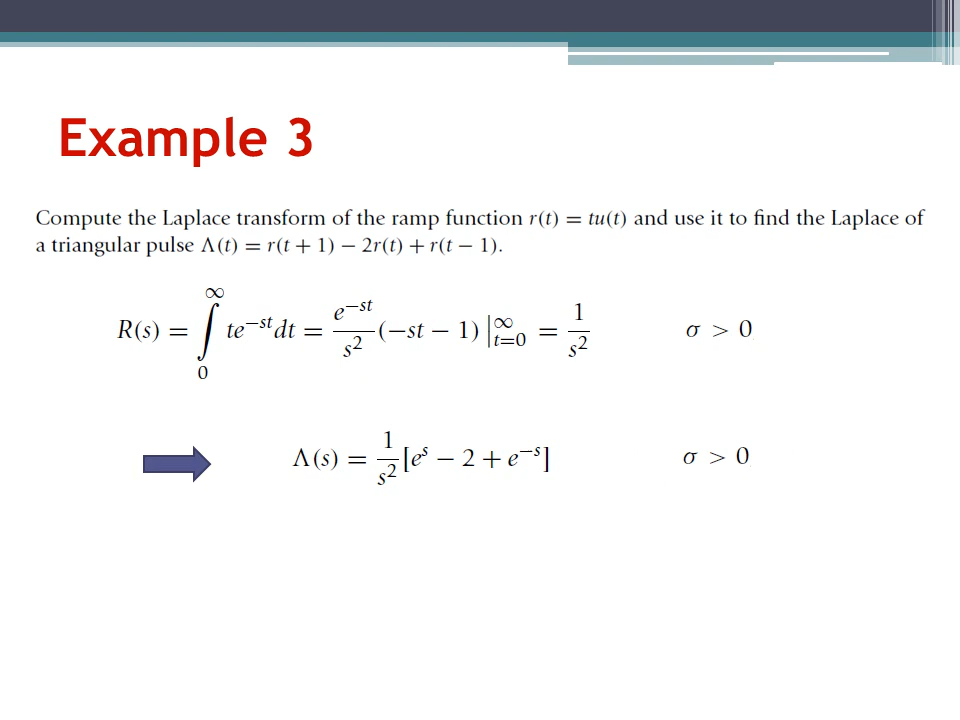 Example 3
Compute the Laplace transform of the ramp function r(t) = tu(t) and use it to find the Laplace of
a triangular pulse Λ(t) = r(t + 1) − 2r(t) + r(t − 1).
R(s) = ∫₀^∞ te^{−st}dt = e^{−st}/s² (−st − 1) |_{t=0}^∞ = 1/s² σ > 0
Λ(s) = 1/s² [e^s − 2 + e^{−s}] σ > 0